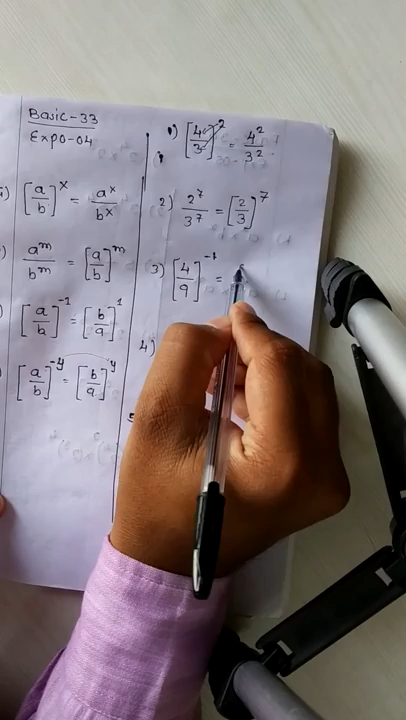 Basic-33
Expo-04
[a/b]^x = a^x/b^x
a^m/b^m = [a/b]^m
[a/b]^-1 = [b/a]^1
[a/b]^-y = [b/a]^y
1) [4/3]^2 = 4^2/3^2
2) 2^7/3^7 = [2/3]^7
3) [4/9]^-1 =
4)